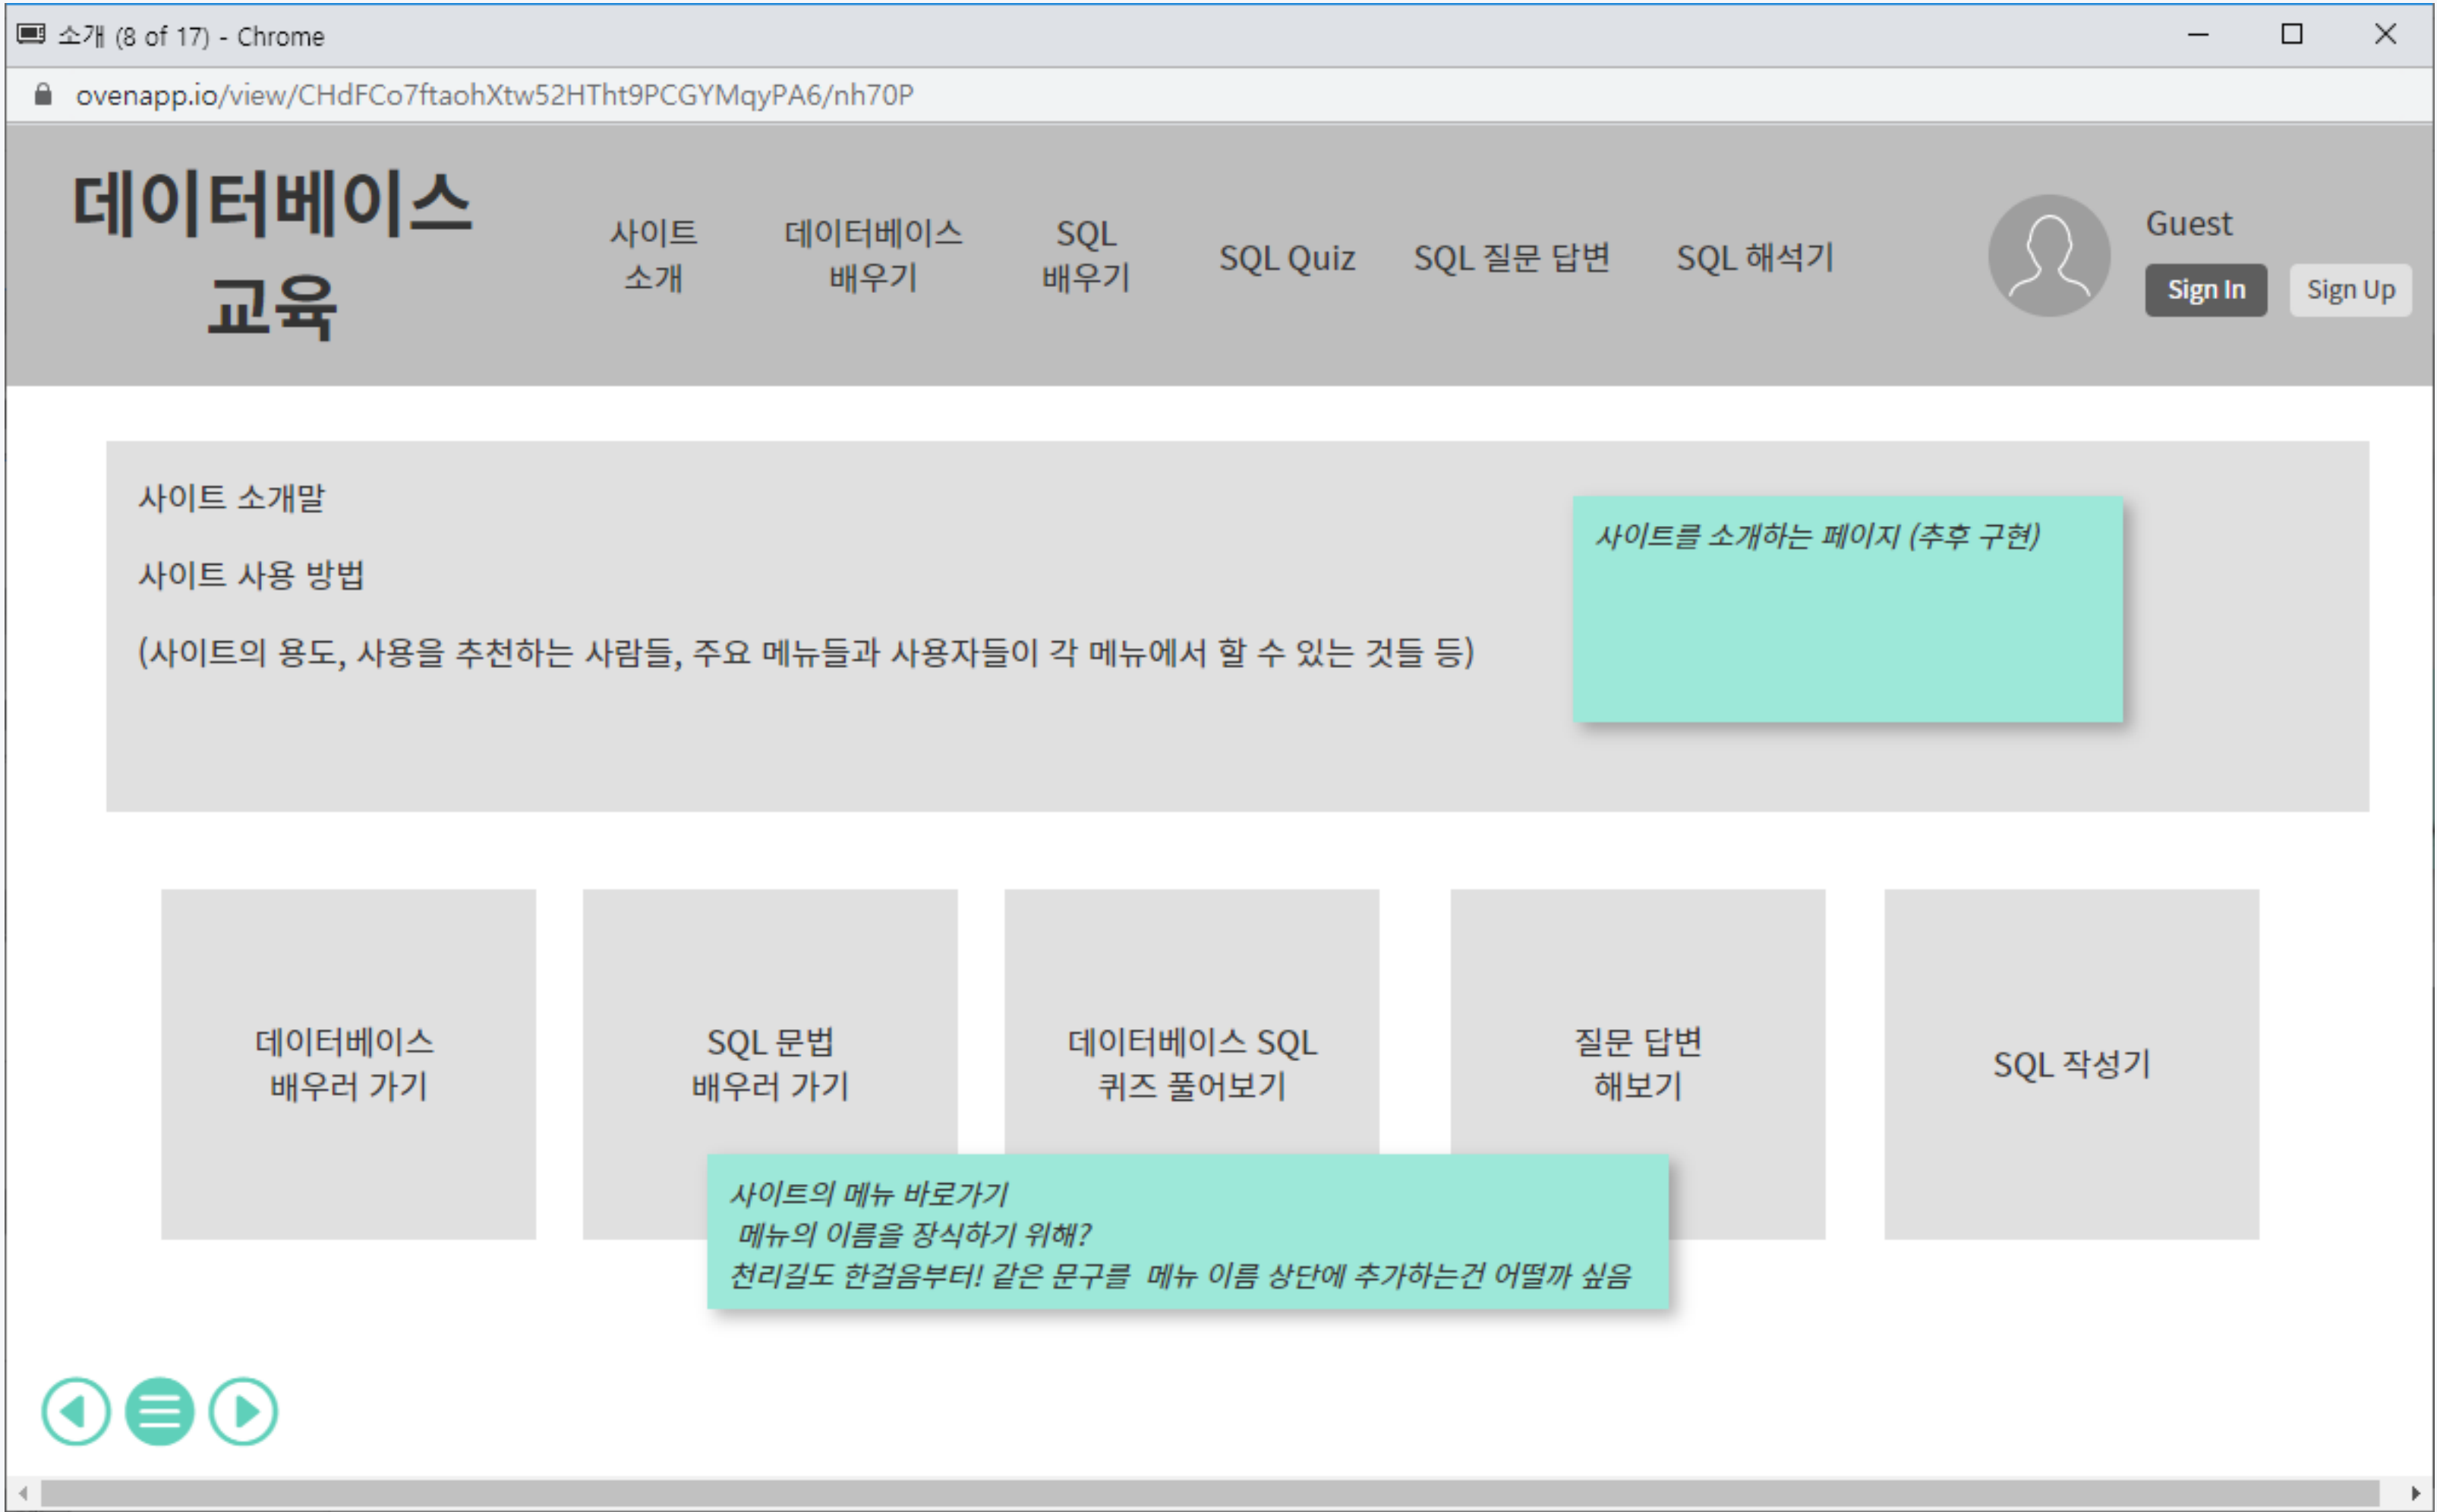 소개 (8 of 17) - Chrome
ovenapp.io/view/CHdFCo7ftaohXtw52HTht9PCGYMqyPA6/nh70P
데이터베이스
교육
사이트
소개
데이터베이스
배우기
SQL
배우기
SQL Quiz
SQL 질문 답변
SQL 해석기
Guest
Sign In
Sign Up
사이트 소개말
사이트 사용 방법
(사이트의 용도, 사용을 추천하는 사람들, 주요 메뉴들과 사용자들이 각 메뉴에서 할 수 있는 것들 등)
사이트를 소개하는 페이지 (추후 구현)
데이터베이스
배우러 가기
SQL 문법
배우러 가기
데이터베이스 SQL
퀴즈 풀어보기
질문 답변
해보기
SQL 작성기
사이트의 메뉴 바로가기
메뉴의 이름을 장식하기 위해?
천리길도 한걸음부터! 같은 문구를 메뉴 이름 상단에 추가하는건 어떨까 싶음